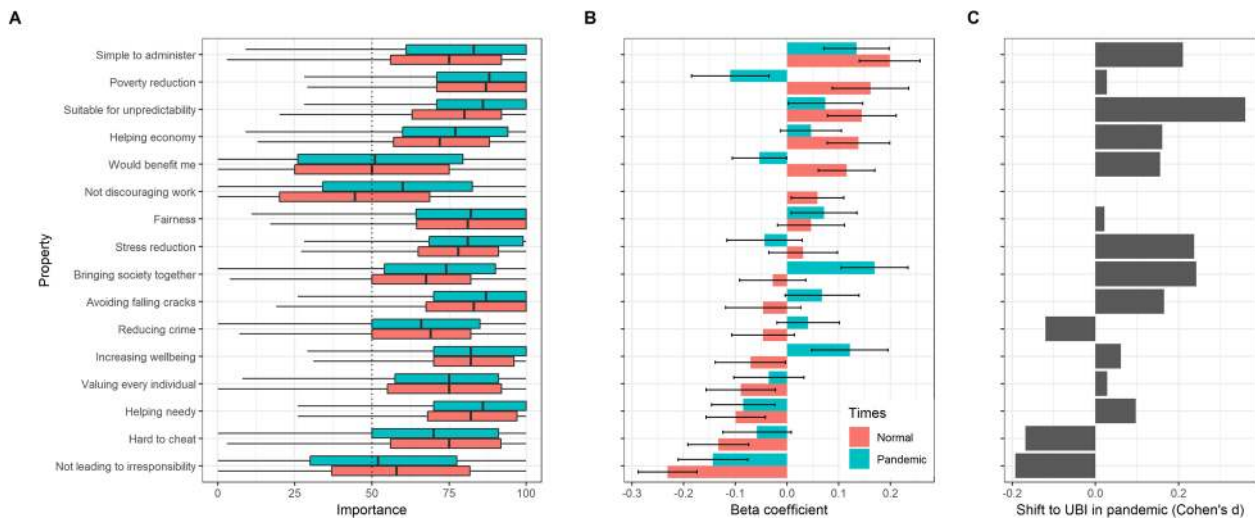 A
B
C
Property
Simple to administer
Poverty reduction
Suitable for unpredictability
Helping economy
Would benefit me
Not discouraging work
Fairness
Stress reduction
Bringing society together
Avoiding falling cracks
Reducing crime
Increasing wellbeing
Valuing every individual
Helping needy
Hard to cheat
Not leading to irresponsibility
0 25 50 75 100
Importance
Times
Normal
Pandemic
-0.3 -0.2 -0.1 0.0 0.1 0.2
Beta coefficient
-0.2 0.0 0.2
Shift to UBI in pandemic (Cohen's d)